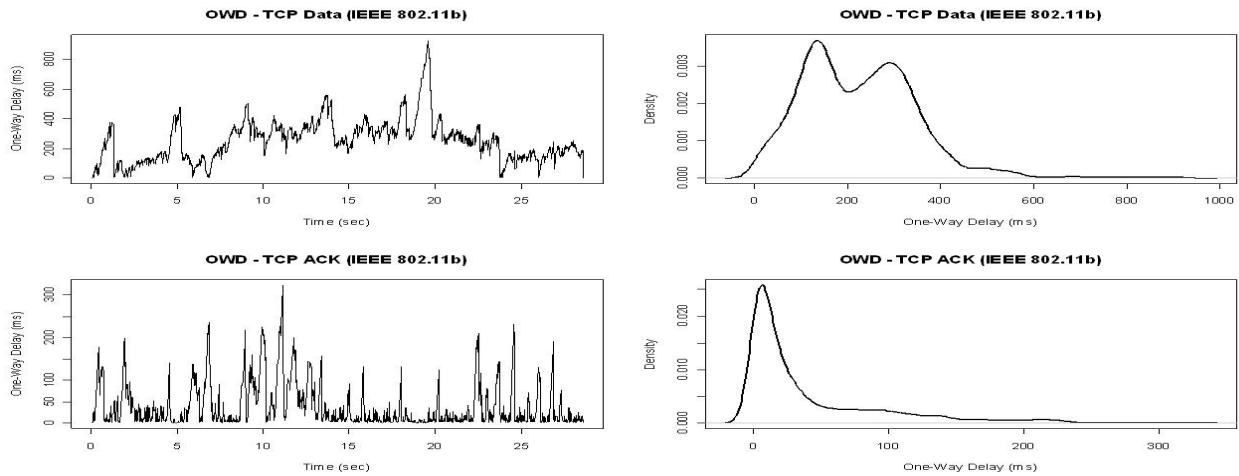 OWD - TCP Data (IEEE 802.11b)
One-Way Delay (ms)
800
600
400
200
0
0 5 10 15 20 25
Time (sec)
OWD - TCP Data (IEEE 802.11b)
Density
0.003
0.002
0.001
0.000
0 200 400 600 800 1000
One-Way Delay (ms)
OWD - TCP ACK (IEEE 802.11b)
One-Way Delay (ms)
300
200
100
50
0
0 5 10 15 20 25
Time (sec)
OWD - TCP ACK (IEEE 802.11b)
Density
0.020
0.010
0.000
0 100 200 300
One-Way Delay (ms)